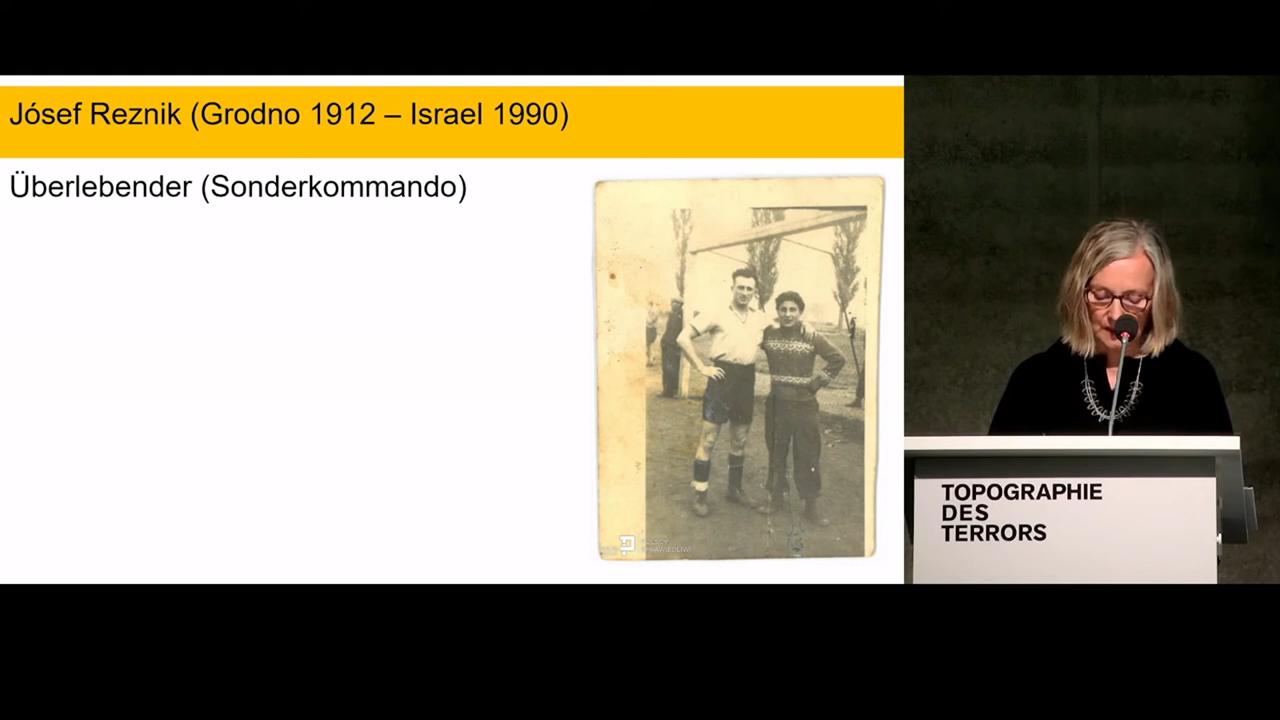 Jósef Reznik (Grodno 1912 – Israel 1990)
Überlebender (Sonderkommando)
TOPOGRAPHIE
DES
TERRORS